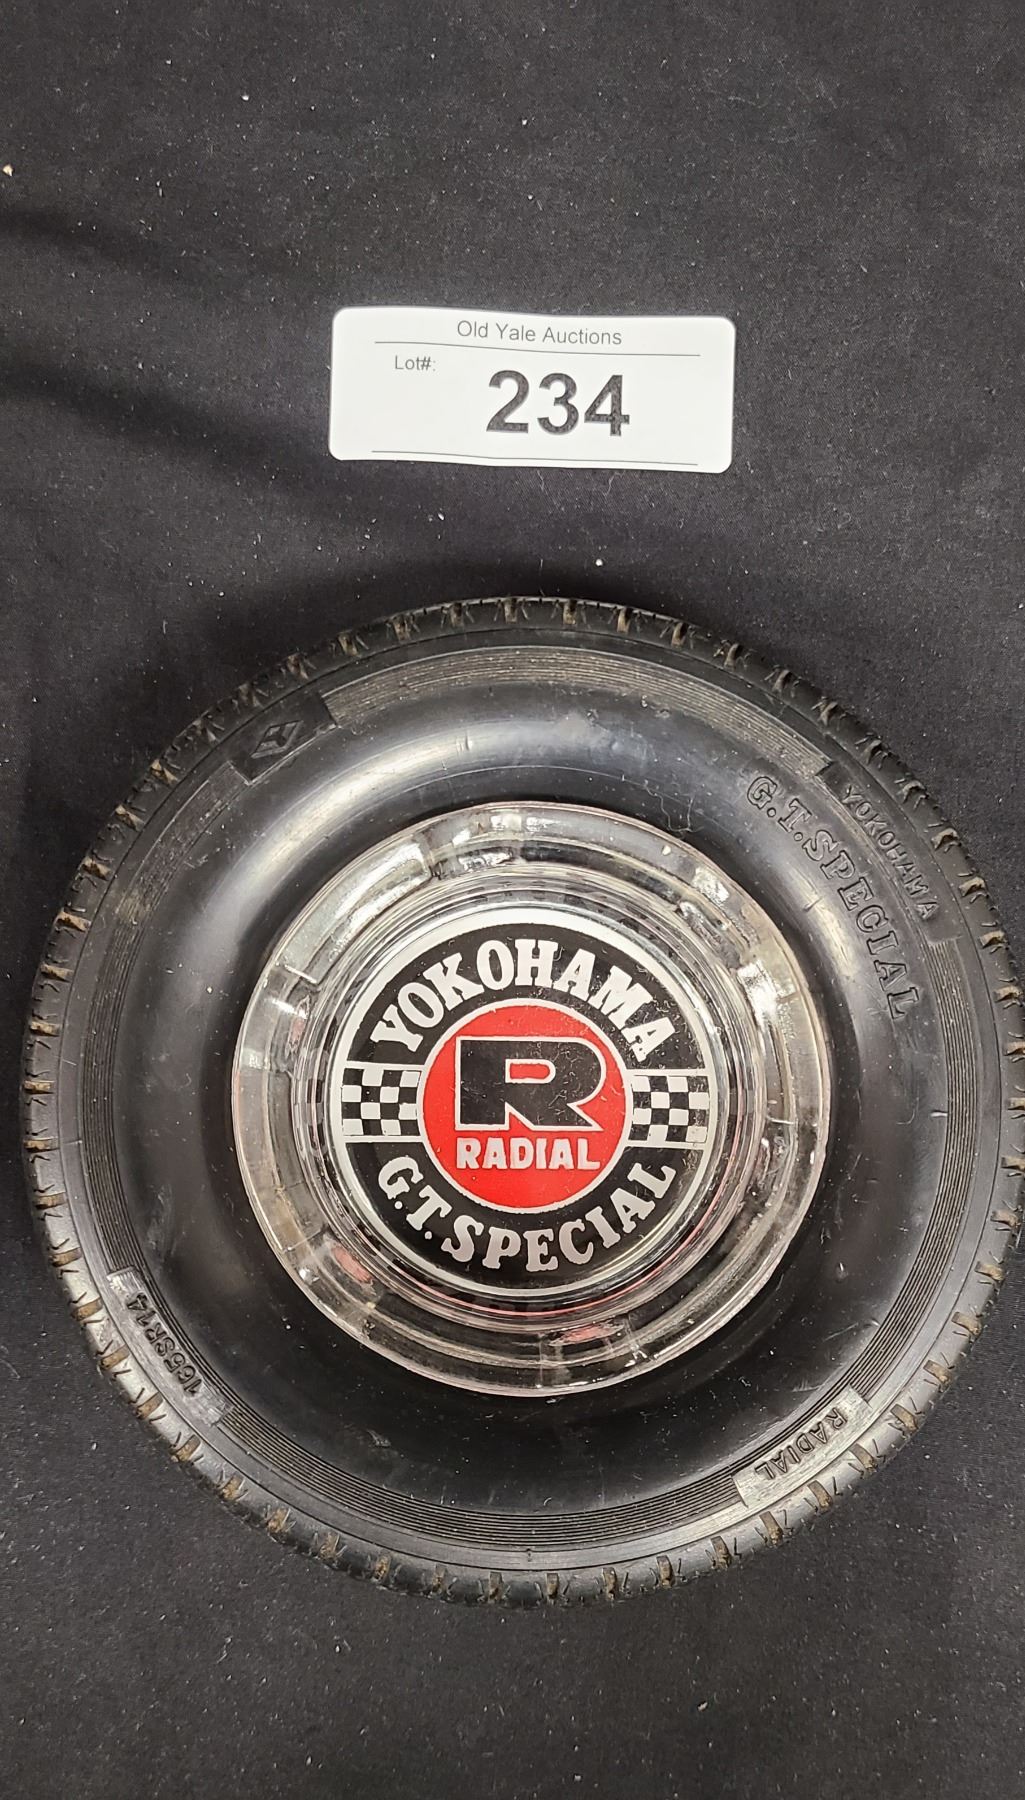 Old Yale Auctions
Lot#:
234
YOKOHAMA
G.T.SPECIAL
YOKOHAMA
R
RADIAL
G.T.SPECIAL
165SR14
RADIAL